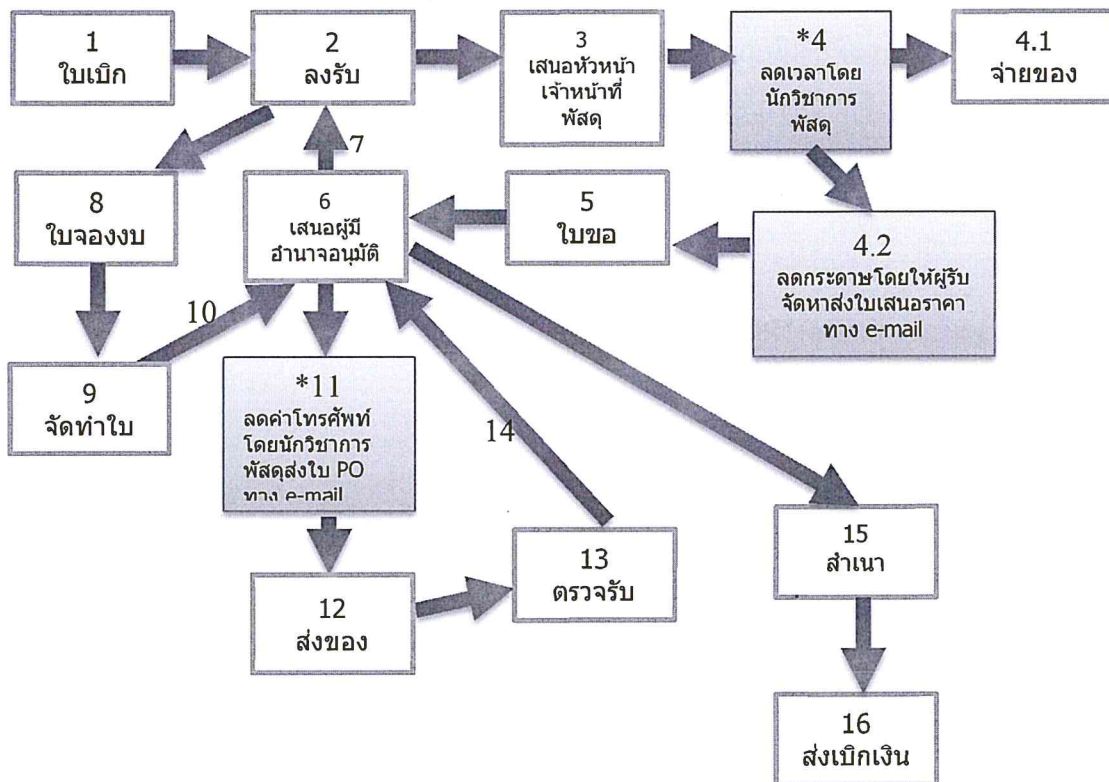 1
ใบเบิก
2
ลงรับ
3
เสนอหัวหน้า
เจ้าหน้าที่
พัสดุ
*4
ลดเวลาโดย
นักวิชาการ
พัสดุ
4.1
จ่ายของ
7
8
ใบจองงบ
6
เสนอผู้มี
อำนาจอนุมัติ
5
ใบขอ
4.2
ลดกระดาษโดยให้ผู้รับ
จัดหาส่งใบเสนอราคา
ทาง e-mail
10
9
จัดทำใบ
*11
ลดค่าโทรศัพท์
โดยนักวิชาการ
พัสดุส่งใบ PO
ทาง e-mail
14
12
ส่งของ
13
ตรวจรับ
15
สำเนา
16
ส่งเบิกเงิน